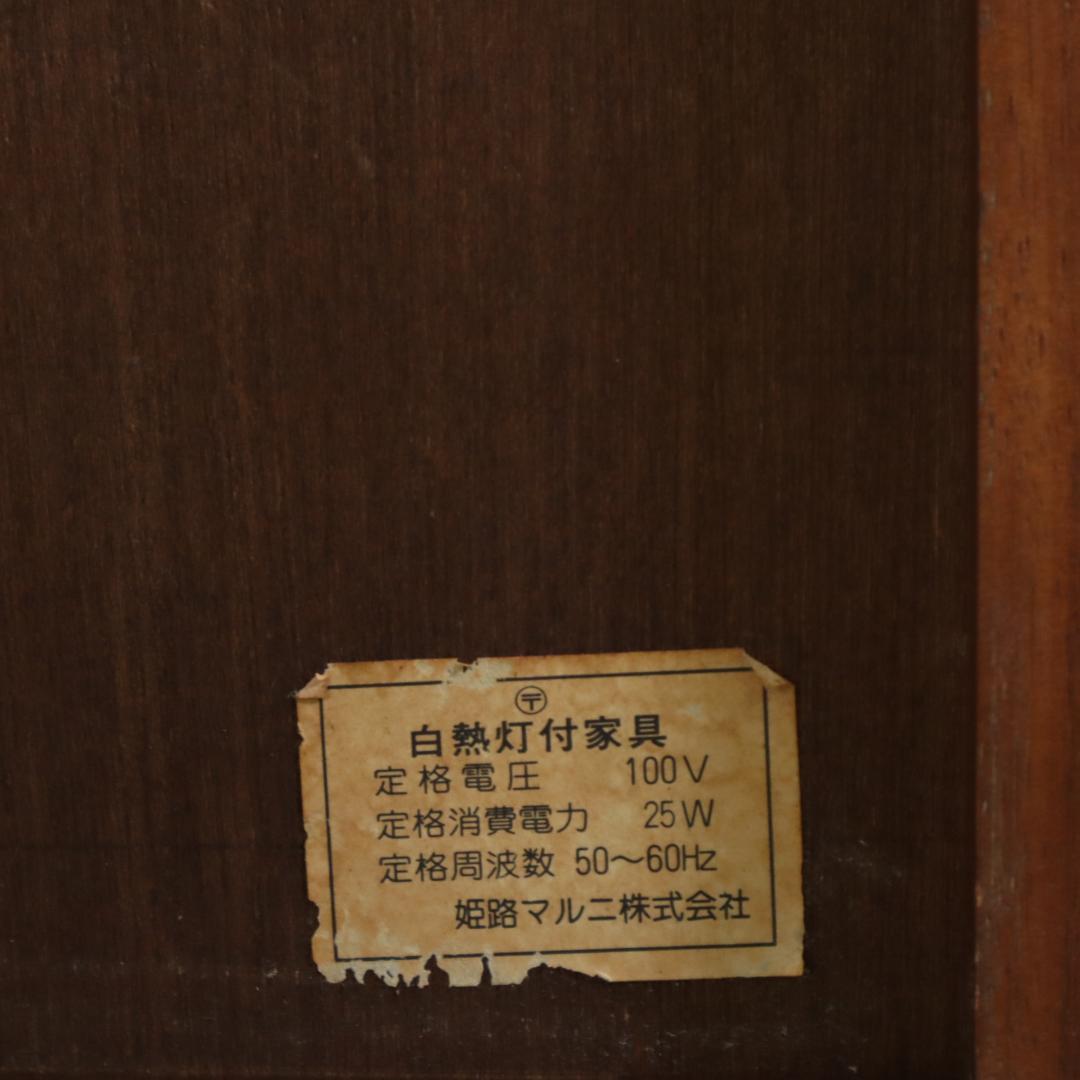 〶
白熱灯付家具
定格電圧 100V
定格消費電力 25W
定格周波数 50～60Hz
姫路マルニ株式会社